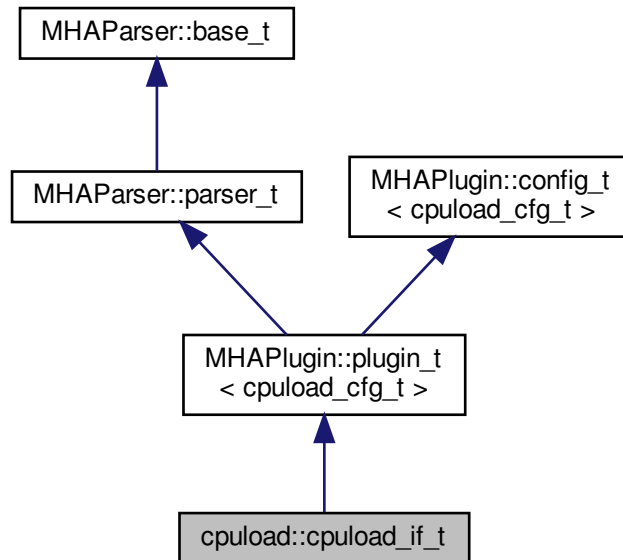 MHAParser::base_t
MHAParser::parser_t
MHAPlugin::config_t
< cpuload_cfg_t >
MHAPlugin::plugin_t
< cpuload_cfg_t >
cpuload::cpuload_if_t